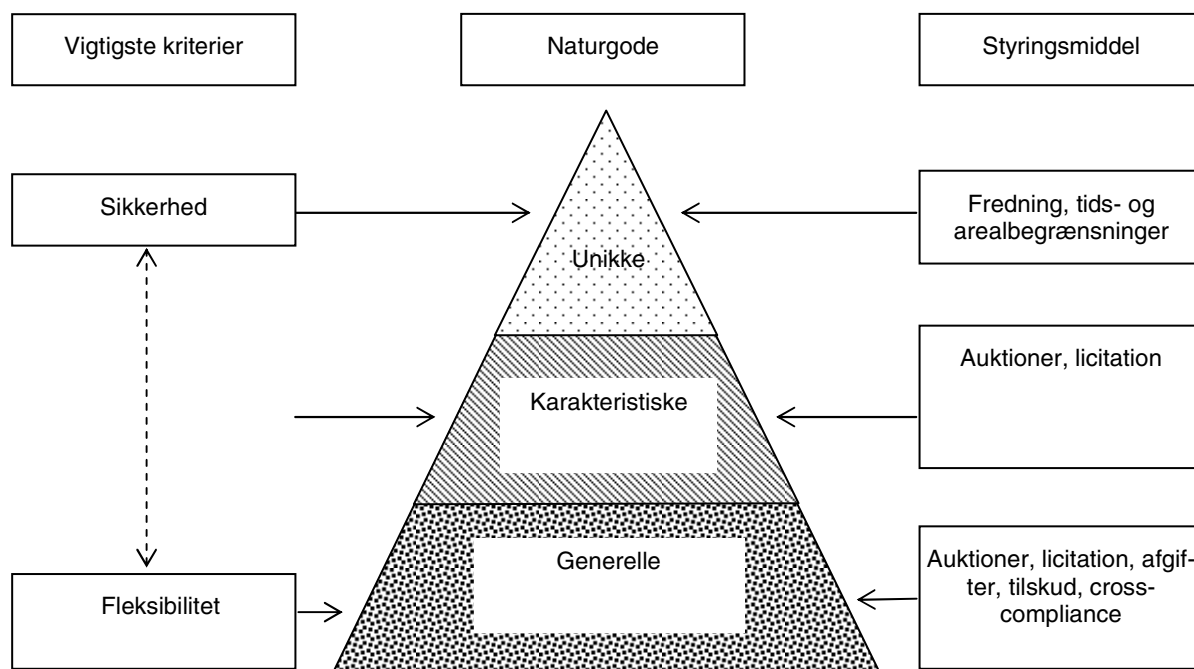 Vigtigste kriterier
Naturgode
Styringsmiddel
Sikkerhed
Unikke
Fredning, tids- og
arealbegrænsninger
Karakteristiske
Auktioner, licitation
Fleksibilitet
Generelle
Auktioner, licitation, afgif-
ter, tilskud, cross-
compliance